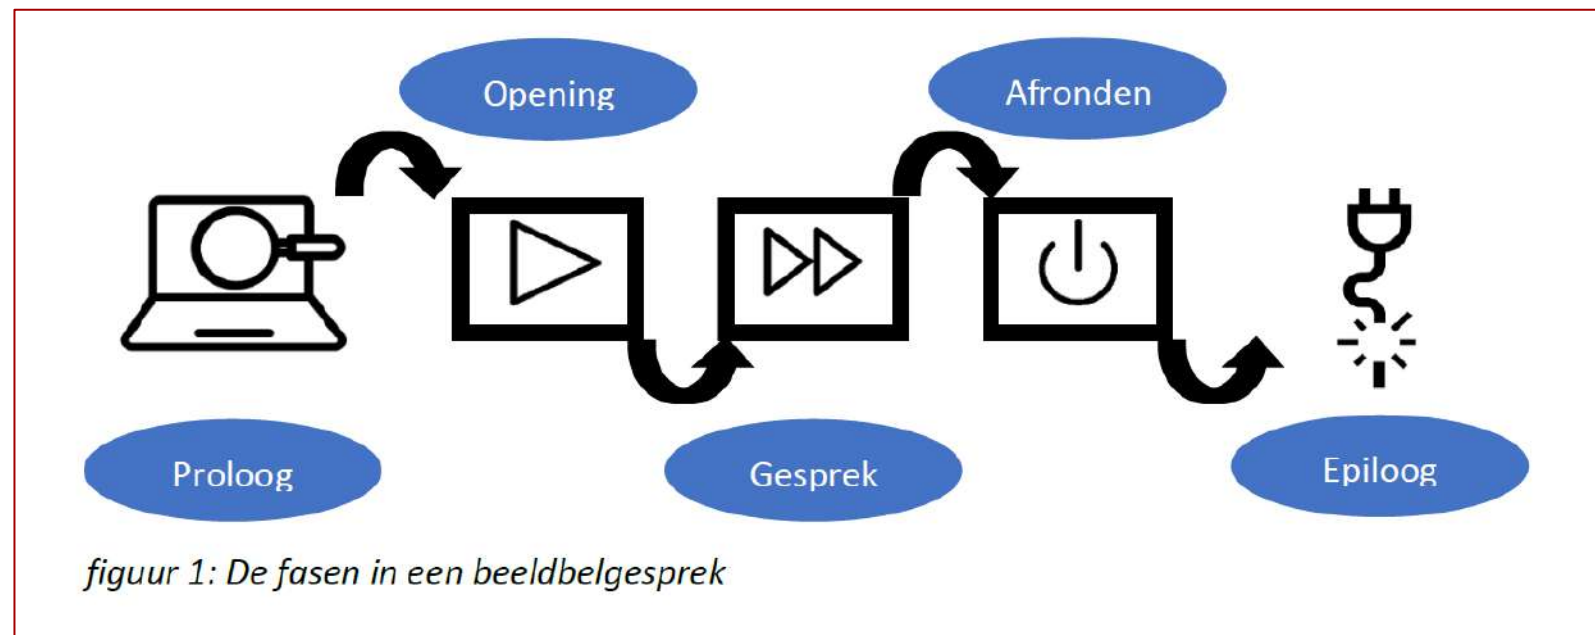 Opening
Afronden
Proloog
Gesprek
Epiloog
figuur 1: De fasen in een beeldbelgesprek